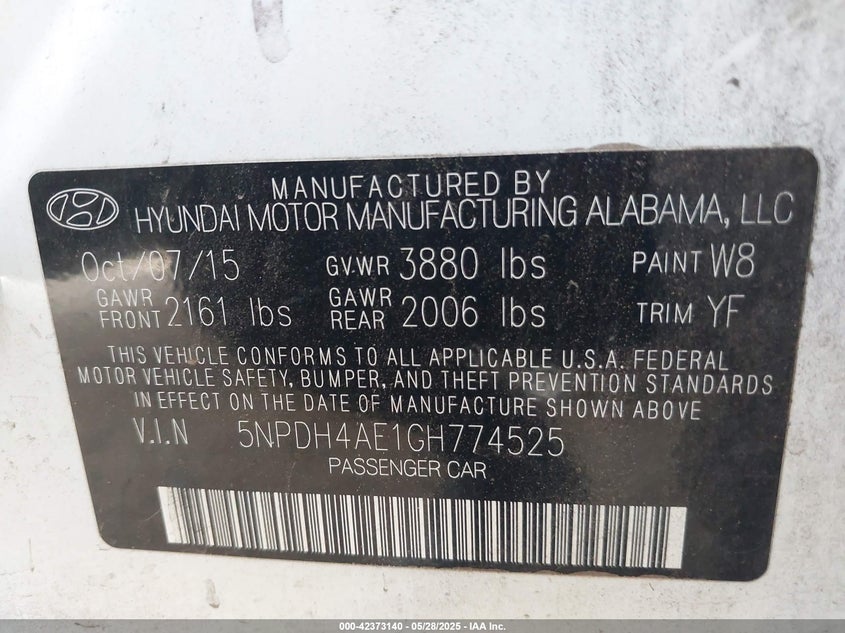 MANUFACTURED BY
HYUNDAI MOTOR MANUFACTURING ALABAMA, LLC
Oct/07/15 GVWR 3880 lbs PAINT W8
GAWR FRONT 2161 lbs GAWR REAR 2006 lbs TRIM YF
THIS VEHICLE CONFORMS TO ALL APPLICABLE U.S.A. FEDERAL
MOTOR VEHICLE SAFETY, BUMPER, AND THEFT PREVENTION STANDARDS
IN EFFECT ON THE DATE OF MANUFACTURE SHOWN ABOVE
V.I.N 5NPDH4AE1GH774525
PASSENGER CAR
000-42373140 - 05/28/2025 - IAA Inc.